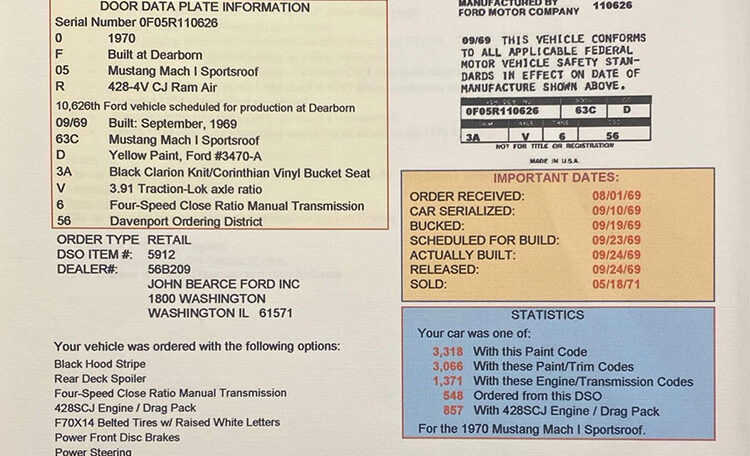 DOOR DATA PLATE INFORMATION
Serial Number 0F05R110626
0 1970
F Built at Dearborn
05 Mustang Mach I Sportsroof
R 428-4V CJ Ram Air
10,626th Ford vehicle scheduled for production at Dearborn
09/69 Built: September, 1969
63C Mustang Mach I Sportsroof
D Yellow Paint, Ford #3470-A
3A Black Clarion Knit/Corinthian Vinyl Bucket Seat
V 3.91 Traction-Lok axle ratio
6 Four-Speed Close Ratio Manual Transmission
56 Davenport Ordering District
ORDER TYPE RETAIL
DSO ITEM #: 5912
DEALER#: 56B209
JOHN BEARCE FORD INC
1800 WASHINGTON
WASHINGTON IL 61571
Your vehicle was ordered with the following options:
Black Hood Stripe
Rear Deck Spoiler
Four-Speed Close Ratio Manual Transmission
428SCJ Engine / Drag Pack
F70X14 Belted Tires w/ Raised White Letters
Power Front Disc Brakes
Power Steering
MANUFACTURED BY
FORD MOTOR COMPANY 110626
09/69 THIS VEHICLE CONFORMS
TO ALL APPLICABLE FEDERAL
MOTOR VEHICLE SAFETY STAN-
DARDS IN EFFECT ON DATE OF
MANUFACTURE SHOWN ABOVE.
0F05R110626 63C D
3A V 6 56
NOT FOR TITLE OR REGISTRATION
MADE IN U.S.A.
IMPORTANT DATES:
ORDER RECEIVED: 08/01/69
CAR SERIALIZED: 09/10/69
BUCKED: 09/19/69
SCHEDULED FOR BUILD: 09/23/69
ACTUALLY BUILT: 09/24/69
RELEASED: 09/24/69
SOLD: 05/18/71
STATISTICS
Your car was one of:
3,318 With this Paint Code
3,066 With these Paint/Trim Codes
1,371 With these Engine/Transmission Codes
548 Ordered from this DSO
857 With 428SCJ Engine / Drag Pack
For the 1970 Mustang Mach I Sportsroof.